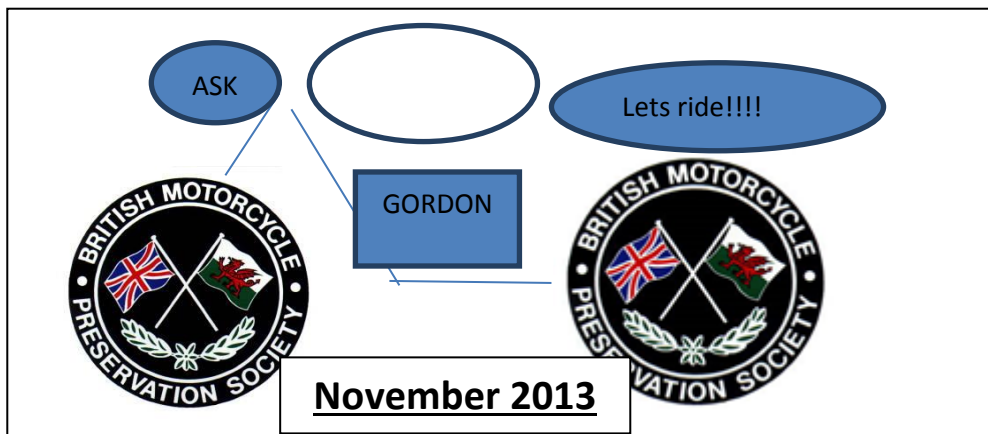 ASK
Lets ride!!!!
GORDON
BRITISH MOTORCYCLE
PRESERVATION SOCIETY
BRITISH MOTORCYCLE
PRESERVATION SOCIETY
November 2013